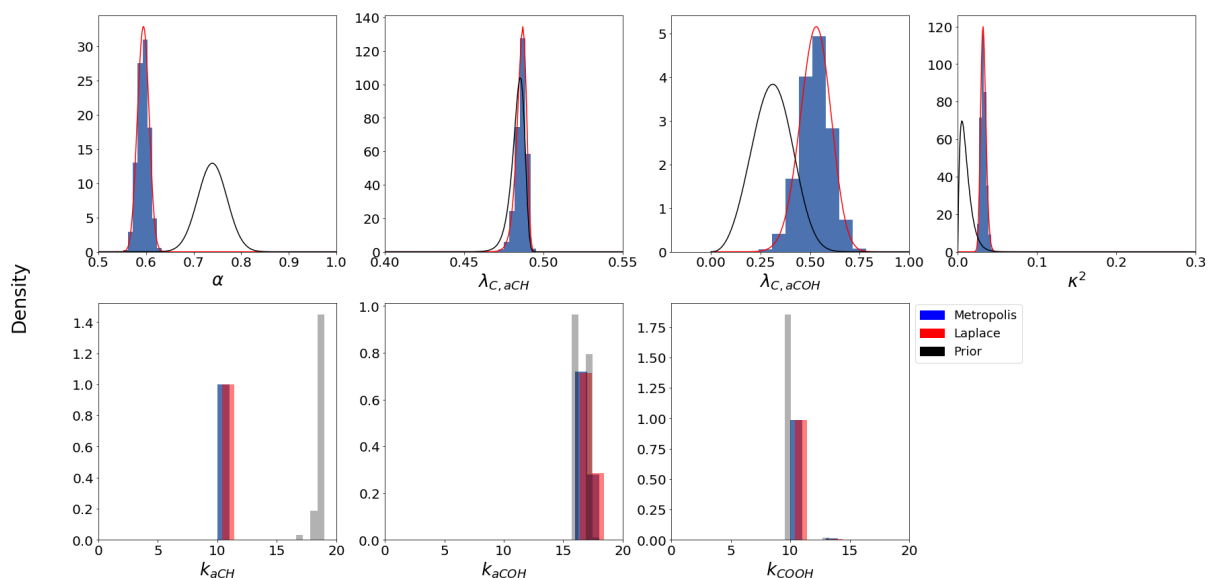 0 5 10 15 20 25 30
0.5 0.6 0.7 0.8 0.9 1.0
α
0 20 40 60 80 100 120 140
0.40 0.45 0.50 0.55
λC,aCH
0 1 2 3 4 5
0.00 0.25 0.50 0.75 1.00
λC,aCOH
0 20 40 60 80 100 120
0.0 0.1 0.2 0.3
κ²
Density
0.0 0.2 0.4 0.6 0.8 1.0 1.2 1.4
0 5 10 15 20
kaCH
0.0 0.2 0.4 0.6 0.8 1.0
0 5 10 15 20
kaCOH
0.00 0.25 0.50 0.75 1.00 1.25 1.50 1.75
0 5 10 15 20
kCOOH
Metropolis
Laplace
Prior